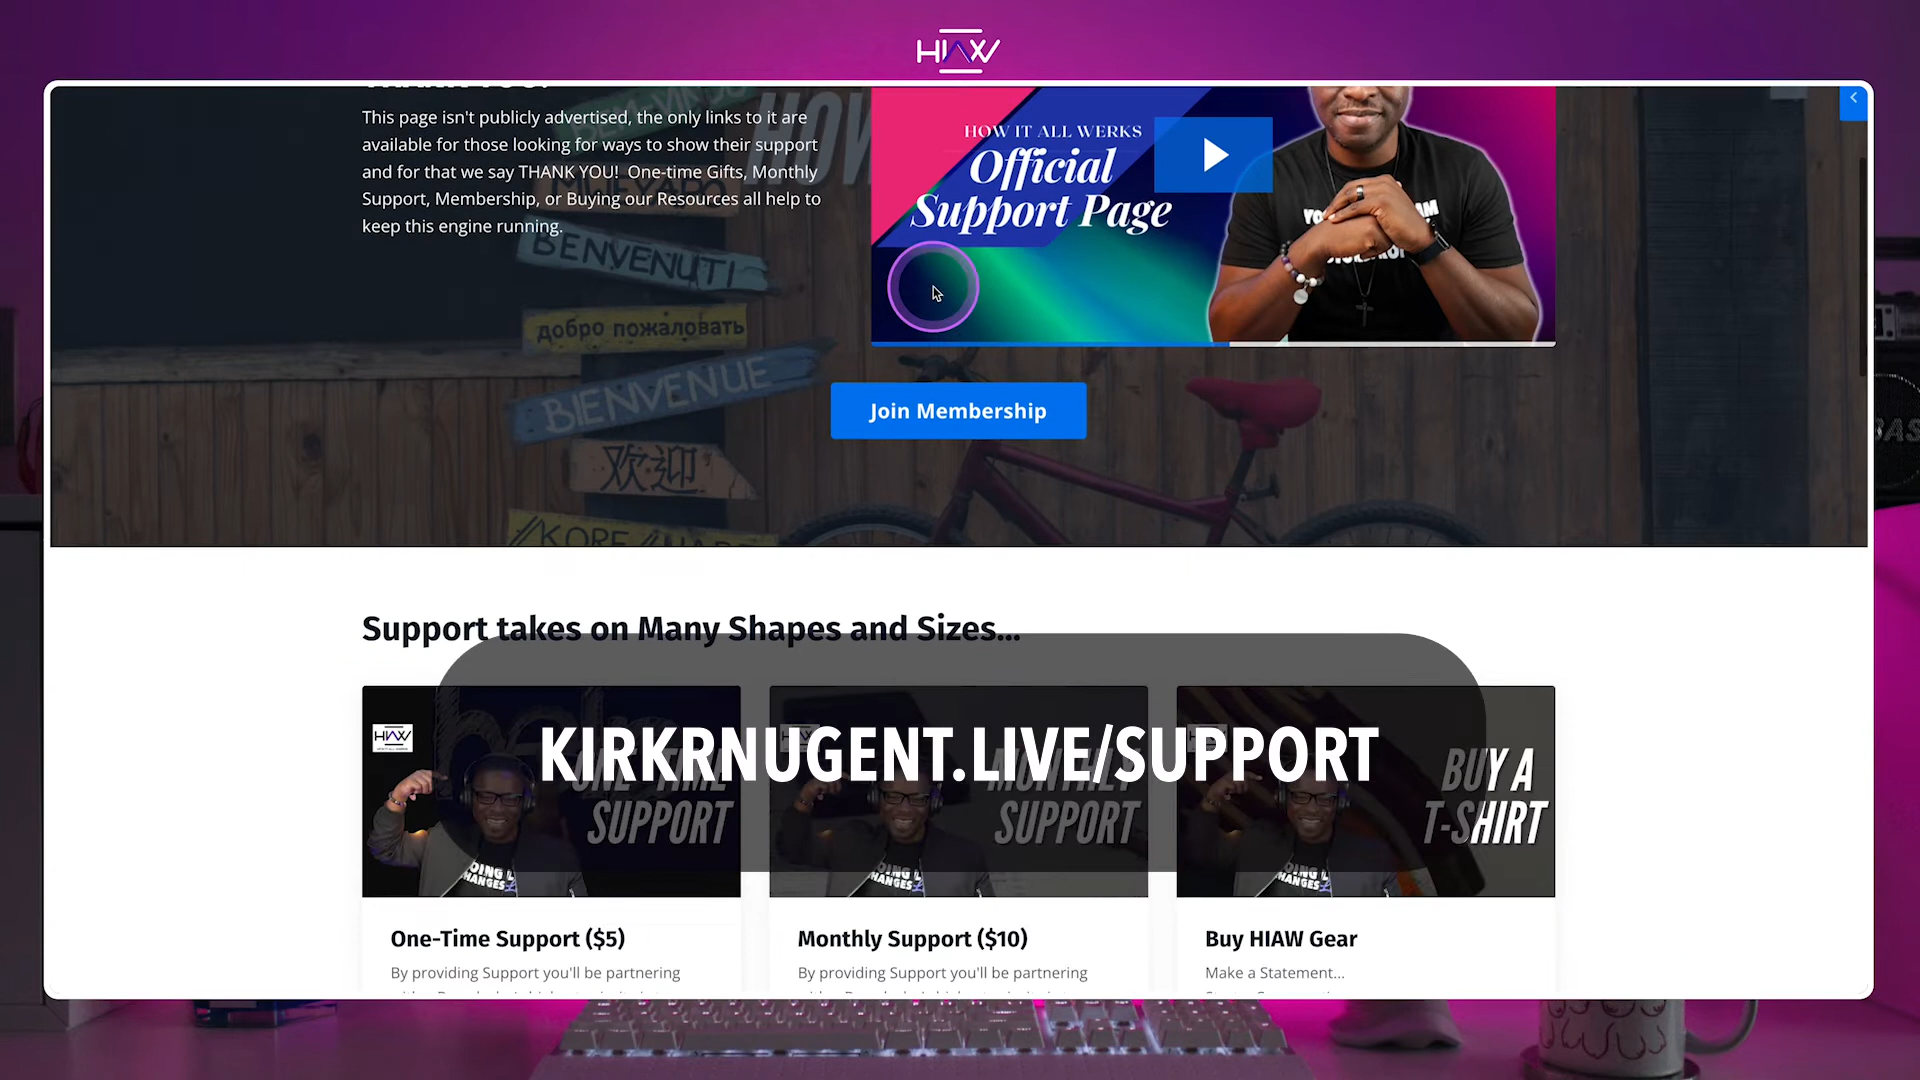 HIAW
This page isn't publicly advertised, the only links to it are
available for those looking for ways to show their support
and for that we say THANK YOU!  One-time Gifts, Monthly
Support, Membership, or Buying our Resources all help to
keep this engine running.
HOW IT ALL WERKS
Official
Support Page
BENVENUTI
добро пожаловать
BIENVENUE
欢迎
Join Membership
Support takes on Many Shapes and Sizes...
KIRKRNUGENT.LIVE/SUPPORT
HIAW
ONE-TIME
SUPPORT
MONTHLY
SUPPORT
BUY A
T-SHIRT
One-Time Support ($5)
By providing Support you'll be partnering
Monthly Support ($10)
By providing Support you'll be partnering
Buy HIAW Gear
Make a Statement...